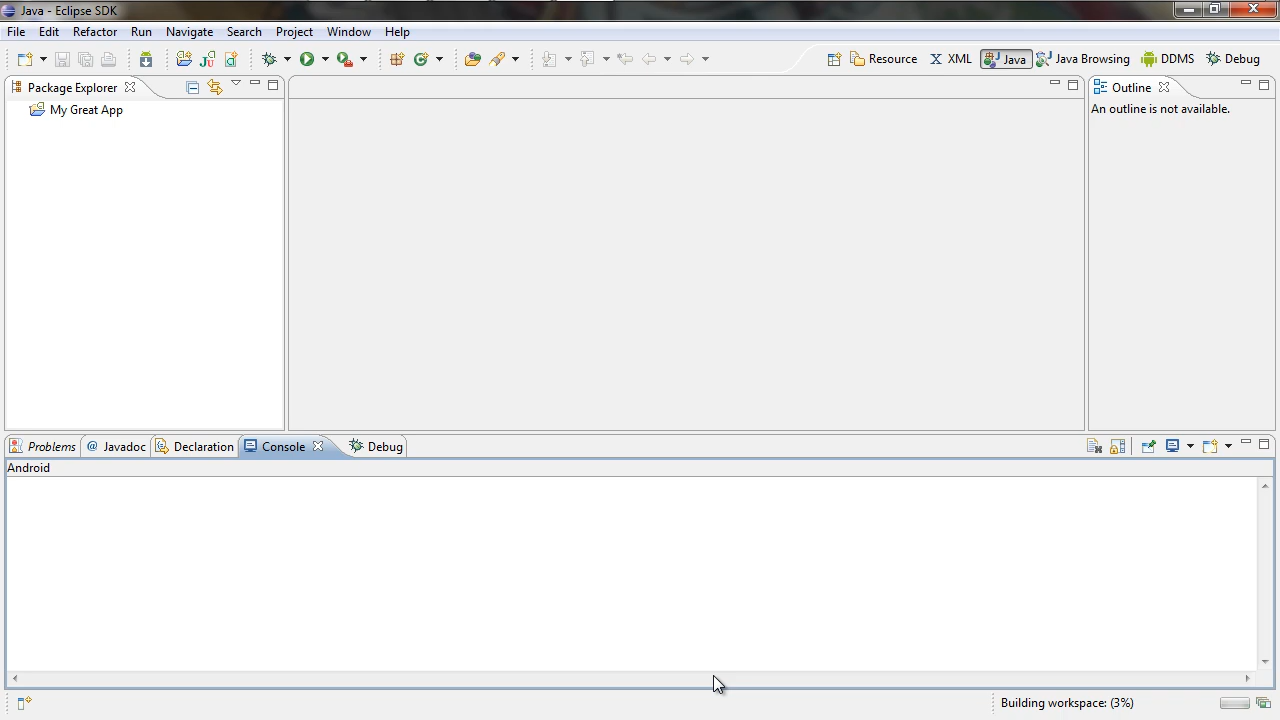 Java - Eclipse SDK
File Edit Refactor Run Navigate Search Project Window Help
Resource XML Java Java Browsing DDMS Debug
Package Explorer
My Great App
Outline
An outline is not available.
Problems Javadoc Declaration Console Debug
Android
Building workspace: (3%)